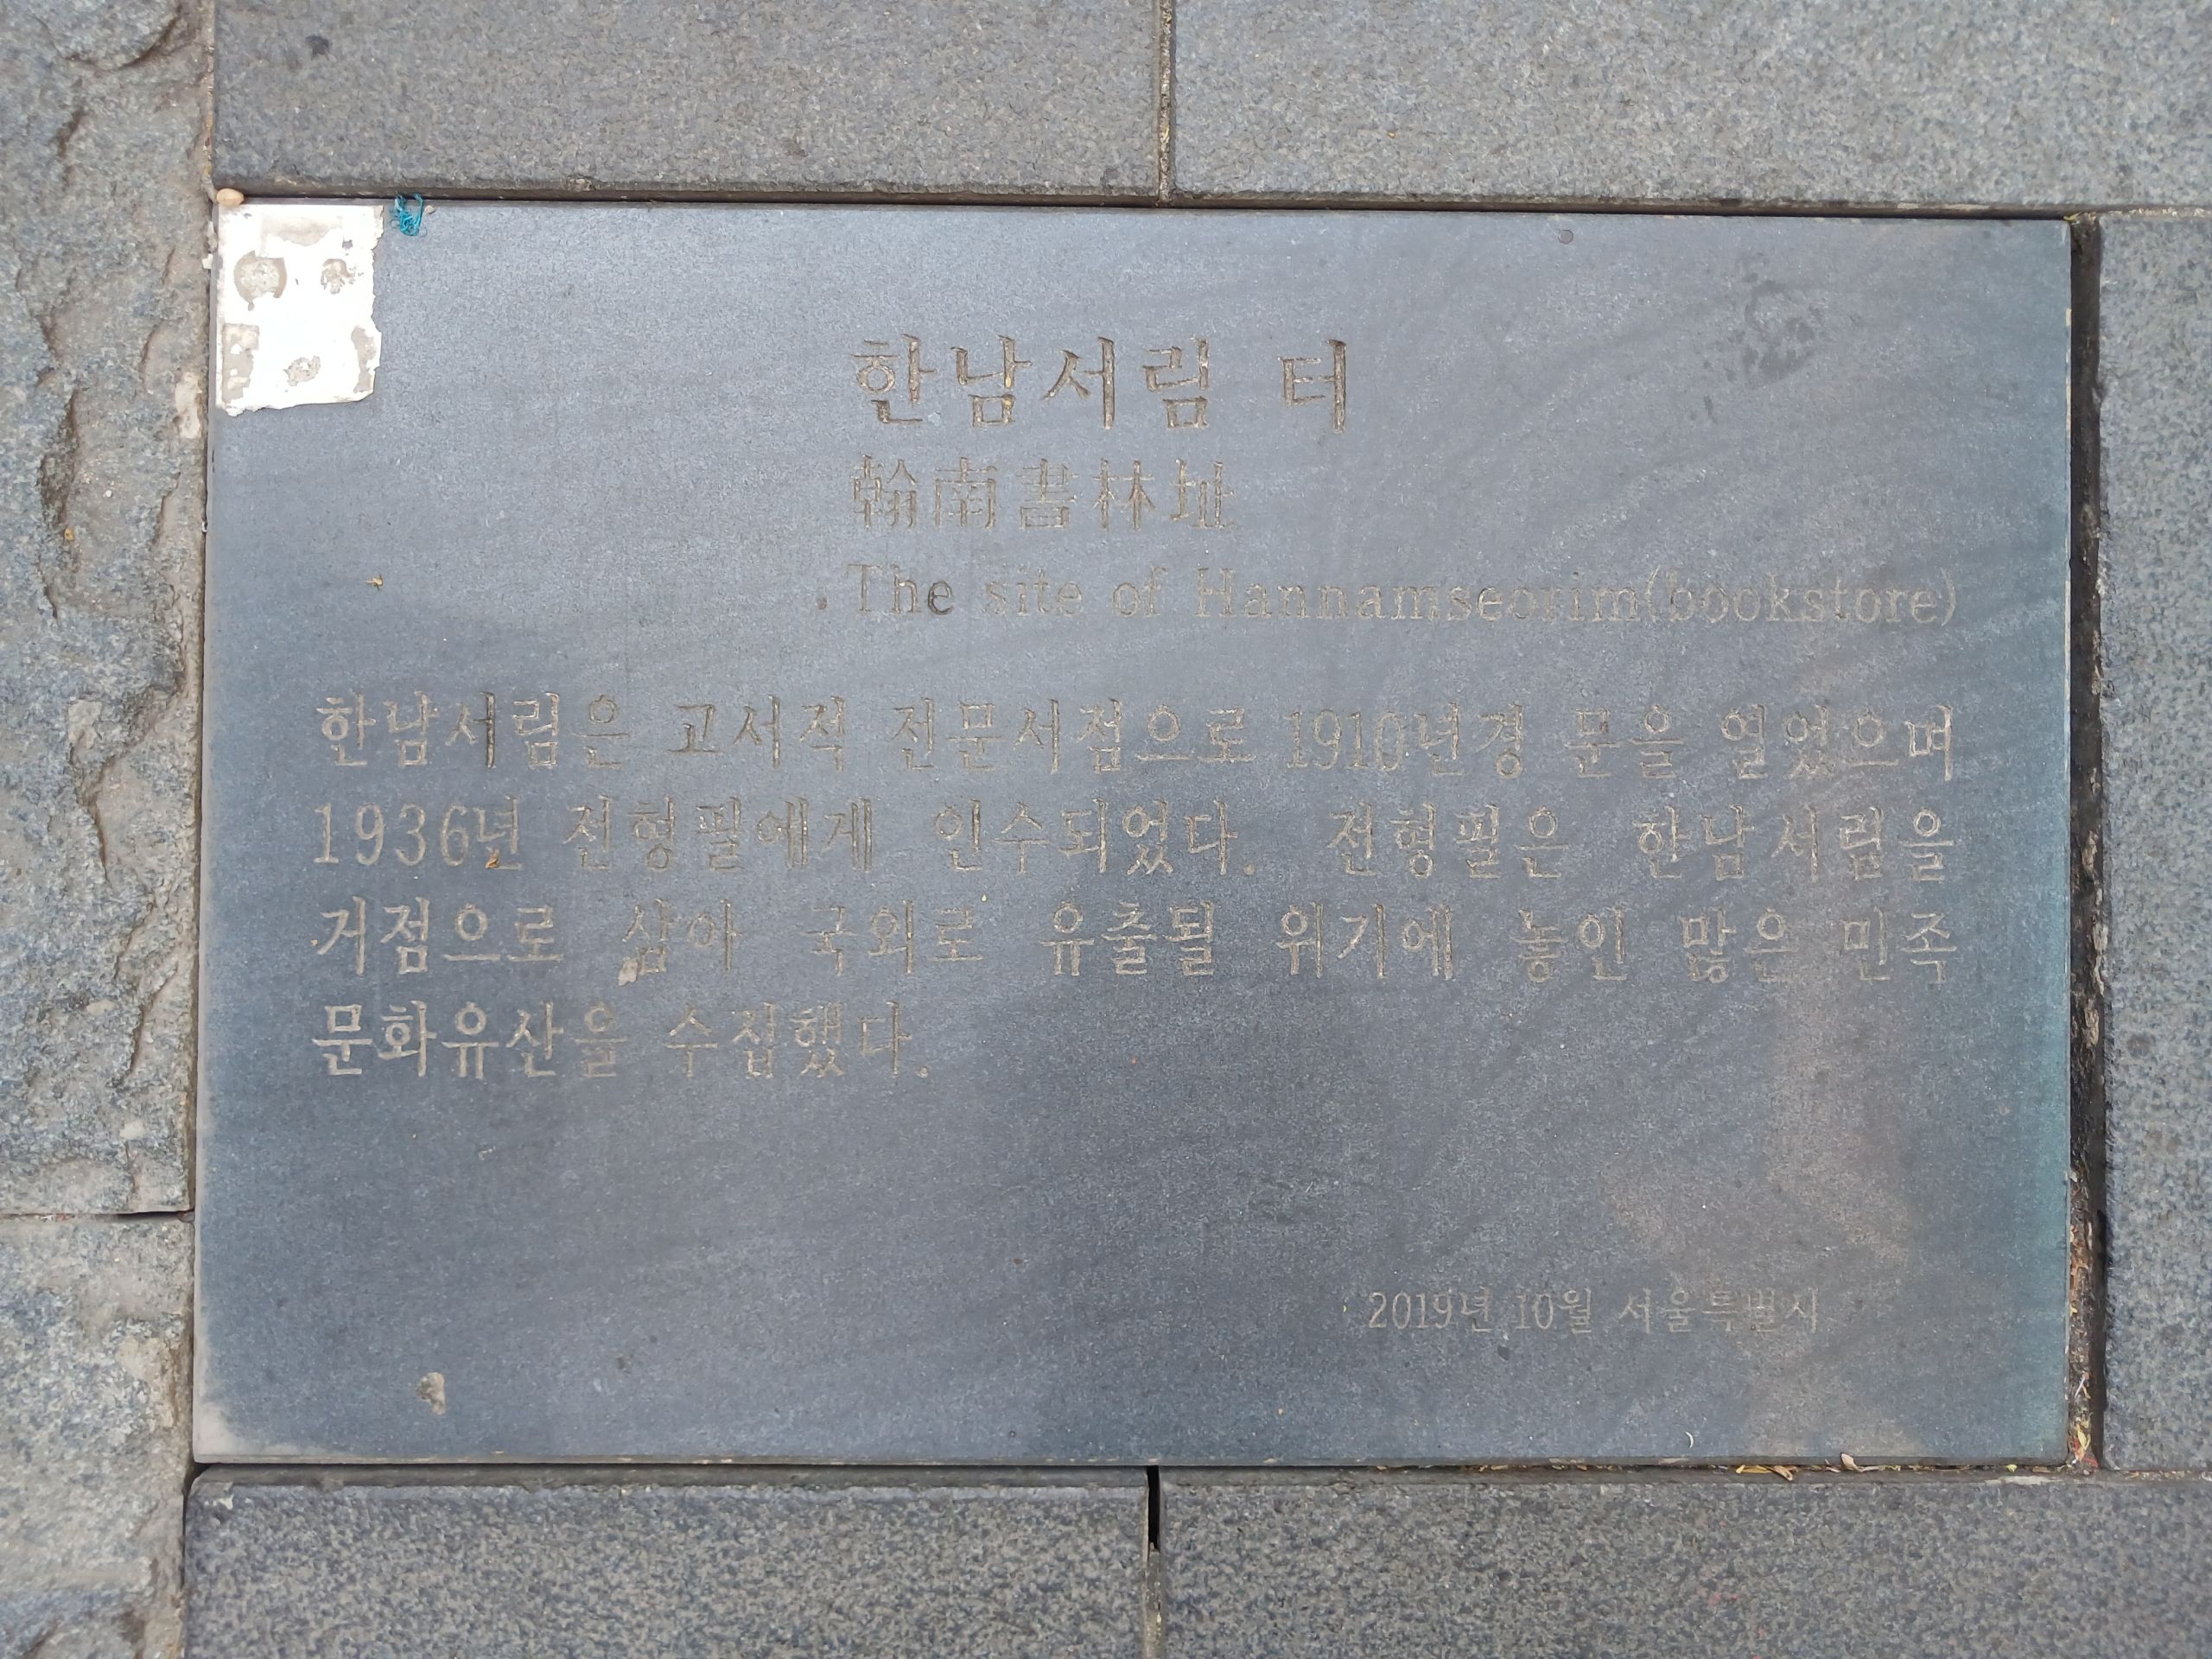 한남서림 터
翰南書林址
The site of Hannamseorim(bookstore)
한남서림은 고서적 전문서점으로 1910년경 문을 열었으며
1936년 전형필에게 인수되었다. 전형필은 한남서림을
거점으로 삼아 국외로 유출될 위기에 놓인 많은 민족
문화유산을 수집했다.
2019년 10월 서울특별시